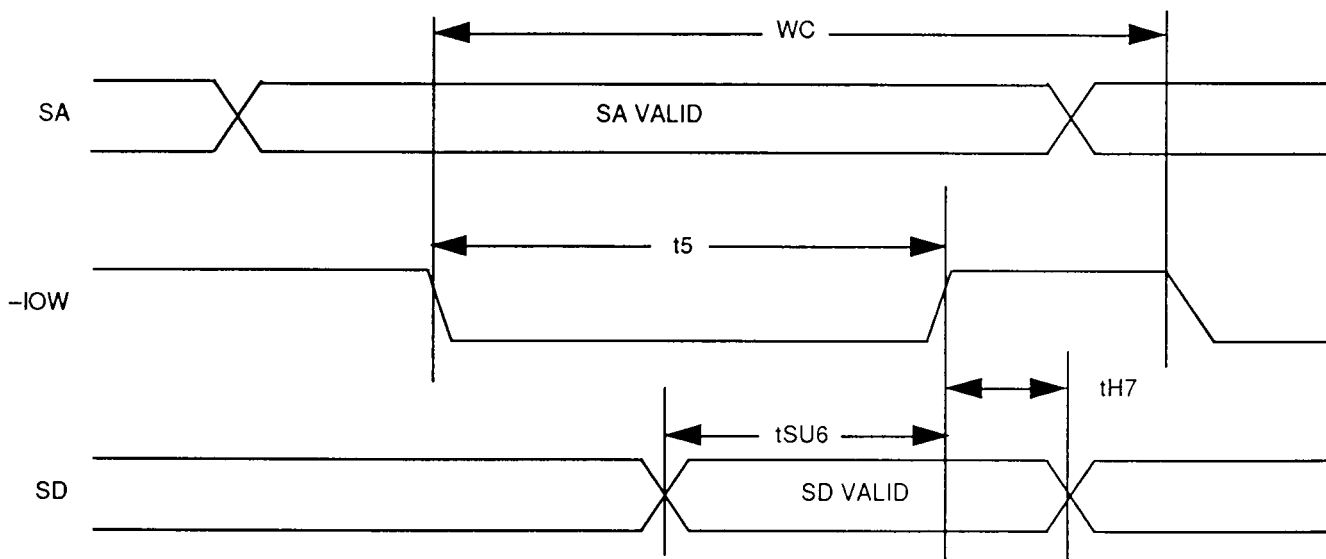 WC
SA
SA VALID
t5
–IOW
tH7
tSU6
SD
SD VALID